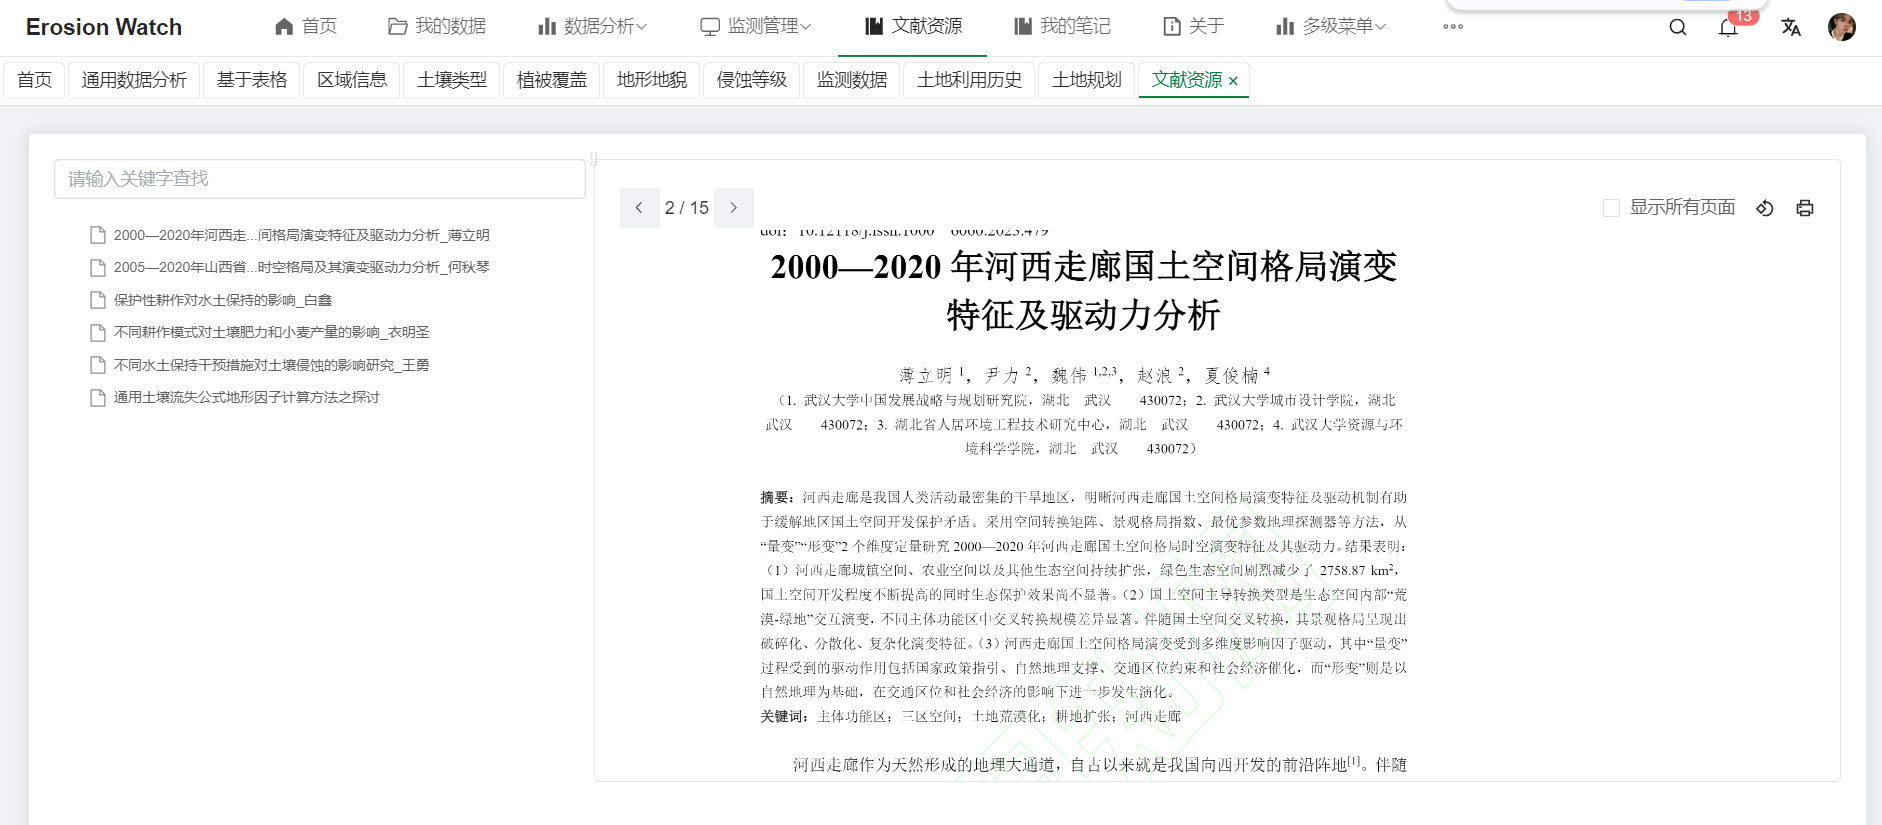 Erosion Watch
首页
我的数据
数据分析
监测管理
文献资源
我的笔记
关于
多级菜单
13
首页
通用数据分析
基于表格
区域信息
土壤类型
植被覆盖
地形地貌
侵蚀等级
监测数据
土地利用历史
土地规划
文献资源 ×
请输入关键字查找
2000—2020年河西走...间格局演变特征及驱动力分析_薄立明
2005—2020年山西省...时空格局及其演变驱动力分析_何秋琴
保护性耕作对水土保持的影响_白鑫
不同耕作模式对土壤肥力和小麦产量的影响_衣明圣
不同水土保持干预措施对土壤侵蚀的影响研究_王勇
通用土壤流失公式地形因子计算方法之探讨
2 / 15
显示所有页面
doi: 10.12118/j.issn.1000-6060.2023.479
2000—2020 年河西走廊国土空间格局演变
特征及驱动力分析
薄立明 1, 尹力 2, 魏伟 1,2,3, 赵浪 2, 夏俊楠 4
(1. 武汉大学中国发展战略与规划研究院，湖北 武汉 430072；2. 武汉大学城市设计学院，湖北
武汉 430072；3. 湖北省人居环境工程技术研究中心，湖北 武汉 430072；4. 武汉大学资源与环
境科学学院，湖北 武汉 430072）
摘要：河西走廊是我国人类活动最密集的干旱地区，明晰河西走廊国土空间格局演变特征及驱动机制有助
于缓解地区国土空间开发保护矛盾。采用空间转换矩阵、景观格局指数、最优参数地理探测器等方法，从
“量变”“形变”2 个维度定量研究 2000—2020 年河西走廊国土空间格局时空演变特征及其驱动力。结果表明：
（1）河西走廊城镇空间、农业空间以及其他生态空间持续扩张，绿色生态空间剧烈减少了 2758.87 km²，
国土空间开发程度不断提高的同时生态保护效果尚不显著。（2）国土空间主导转换类型是生态空间内部“荒
漠-绿地”交互演变，不同主体功能区中交叉转换规模差异显著。伴随国土空间交叉转换，其景观格局呈现出
破碎化、分散化、复杂化演变特征。（3）河西走廊国土空间格局演变受到多维度影响因子驱动，其中“量变”
过程受到的驱动作用包括国家政策指引、自然地理支撑、交通区位约束和社会经济催化，而“形变”则是以
自然地理为基础，在交通区位和社会经济的影响下进一步发生演化。
关键词：主体功能区；三区空间；土地荒漠化；耕地扩张；河西走廊
河西走廊作为天然形成的地理大通道，自古以来就是我国向西开发的前沿阵地[1]。伴随